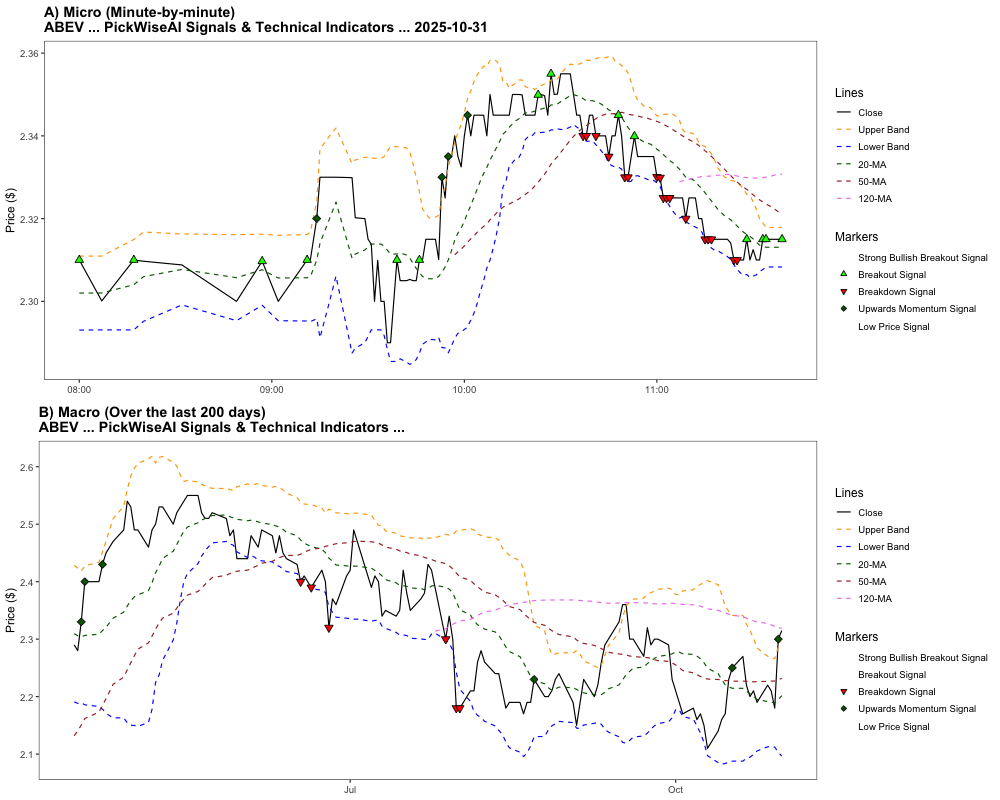 A) Micro (Minute-by-minute)
ABEV ... PickWiseAI Signals & Technical Indicators ... 2025-10-31
Price ($)
2.36
2.34
2.32
2.30
08:00
09:00
10:00
11:00
Lines
Close
Upper Band
Lower Band
20-MA
50-MA
120-MA
Markers
Strong Bullish Breakout Signal
Breakout Signal
Breakdown Signal
Upwards Momentum Signal
Low Price Signal
B) Macro (Over the last 200 days)
ABEV ... PickWiseAI Signals & Technical Indicators ...
Price ($)
2.6
2.5
2.4
2.3
2.2
2.1
Jul
Oct
Lines
Close
Upper Band
Lower Band
20-MA
50-MA
120-MA
Markers
Strong Bullish Breakout Signal
Breakout Signal
Breakdown Signal
Upwards Momentum Signal
Low Price Signal